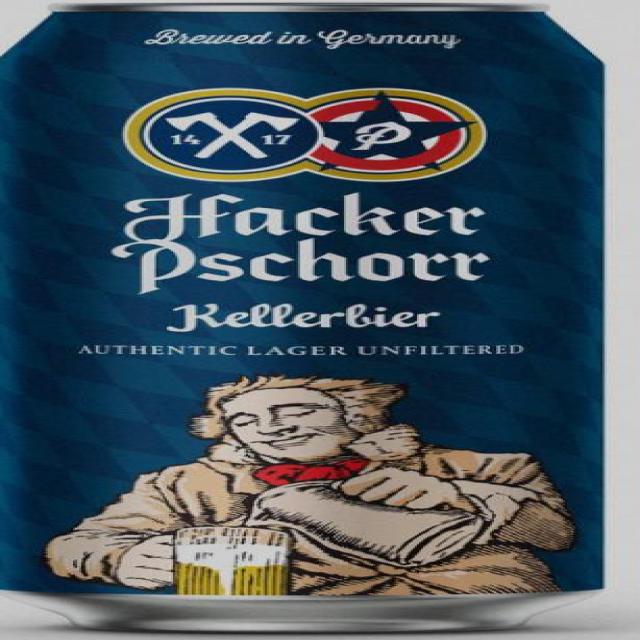 Brewed in Germany
14 17 P
Hacker
Pschorr
Kellerbier
AUTHENTIC LAGER UNFILTERED